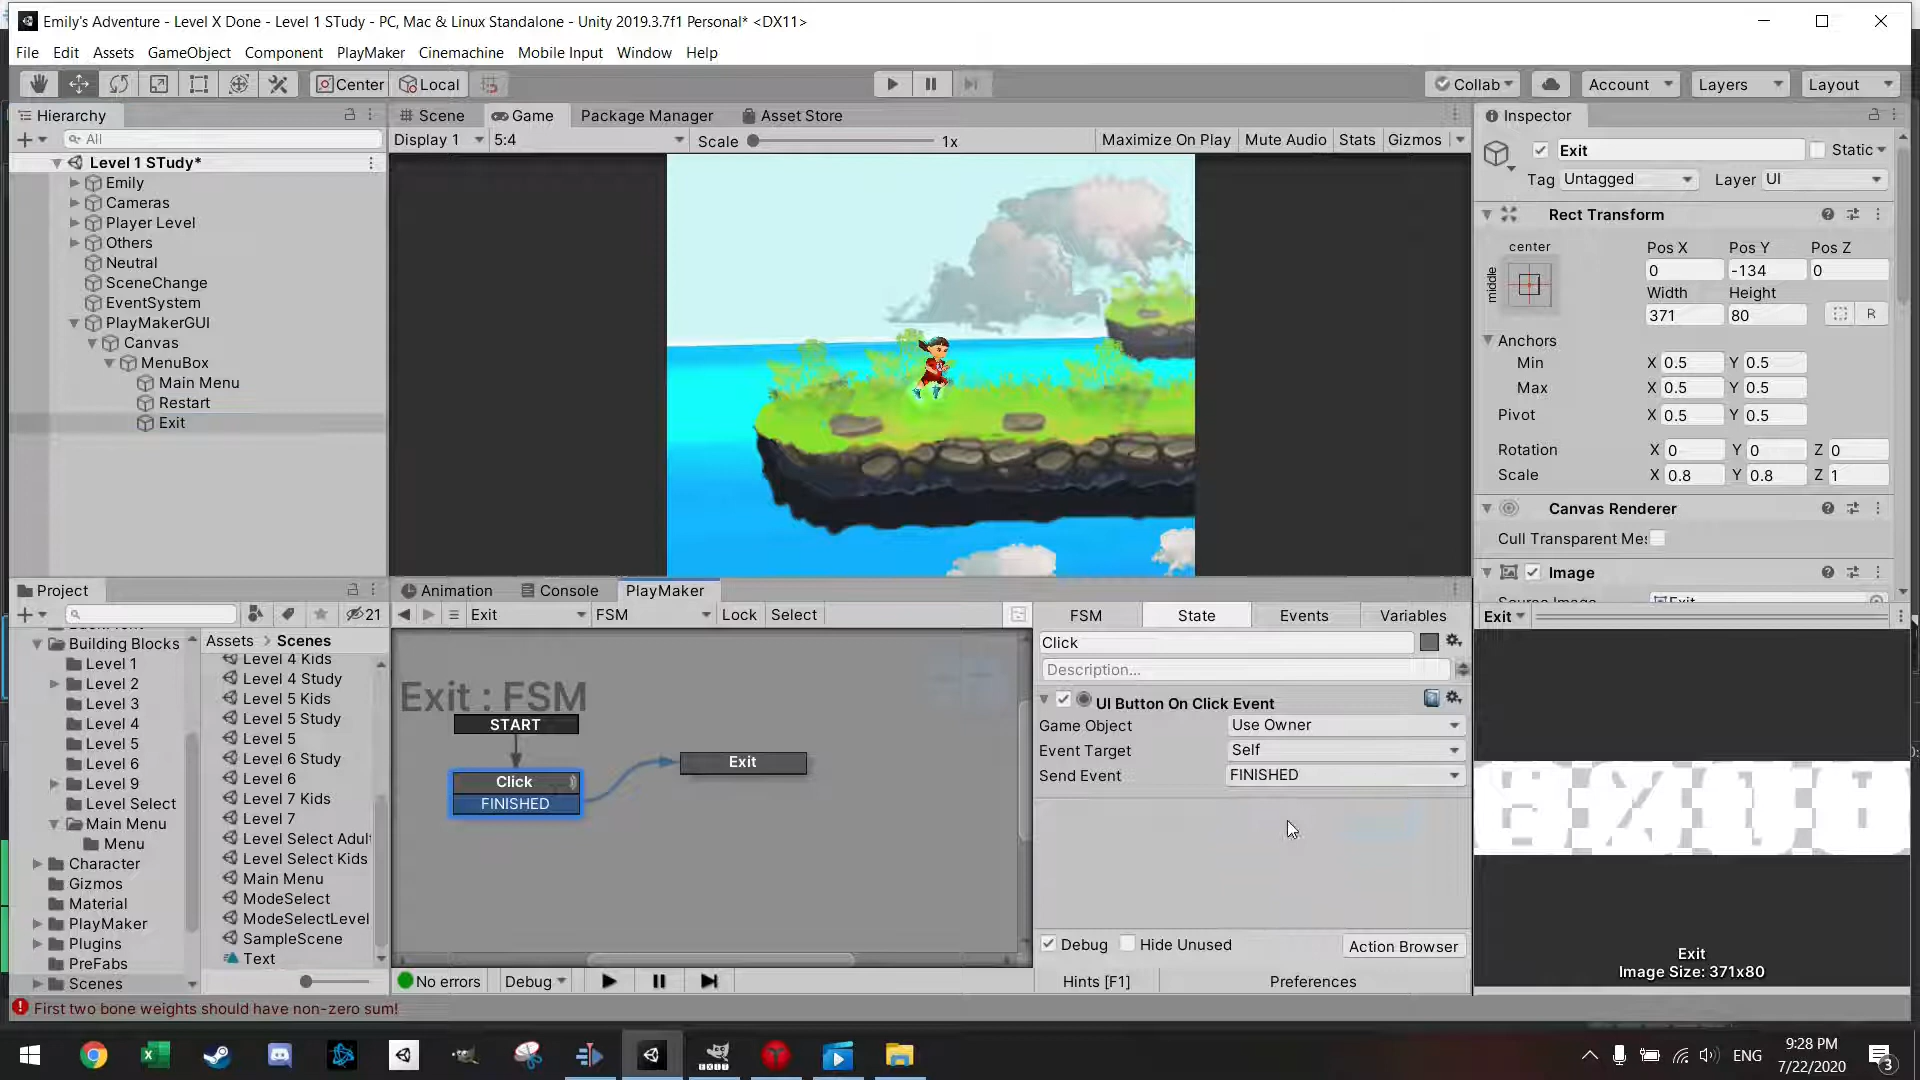 Emily's Adventure - Level X Done - Level 1 STudy - PC, Mac & Linux Standalone - Unity 2019.3.7f1 Personal* <DX11>
File Edit Assets GameObject Component PlayMaker Cinemachine Mobile Input Window Help
Center Local Collab Account Layers Layout
Hierarchy Scene Game Package Manager Asset Store Inspector
All Display 1 5:4 Scale 1x Maximize On Play Mute Audio Stats Gizmos
Exit Static
Tag Untagged Layer UI
Level 1 STudy*
Emily
Cameras
Player Level
Others
Neutral
SceneChange
EventSystem
PlayMakerGUI
Canvas
MenuBox
Main Menu
Restart
Exit
Rect Transform
center
middle
Pos X Pos Y Pos Z
0 -134 0
Width Height
371 80 R
Anchors
Min X 0.5 Y 0.5
Max X 0.5 Y 0.5
Pivot X 0.5 Y 0.5
Rotation X 0 Y 0 Z 0
Scale X 0.8 Y 0.8 Z 1
Canvas Renderer
Cull Transparent Me
Image
Source Image Exit
Project
21
Building Blocks
Level 1
Level 2
Level 3
Level 4
Level 5
Level 6
Level 9
Level Select
Main Menu
Menu
Character
Gizmos
Material
PlayMaker
Plugins
PreFabs
Scenes
Assets > Scenes
Level 4 Kids
Level 4 Study
Level 5 Kids
Level 5 Study
Level 5
Level 6 Study
Level 6
Level 7 Kids
Level 7
Level Select Adul
Level Select Kids
Main Menu
ModeSelect
ModeSelectLevel
SampleScene
Text
Animation Console PlayMaker
Exit FSM Lock Select
Exit : FSM
START
Click
FINISHED
Exit
No errors Debug
FSM State Events Variables
Click
Description...
UI Button On Click Event
Game Object Use Owner
Event Target Self
Send Event FINISHED
Debug Hide Unused Action Browser
Hints [F1] Preferences
Exit
Exit
Image Size: 371x80
First two bone weights should have non-zero sum!
ENG
9:28 PM
7/22/2020
3